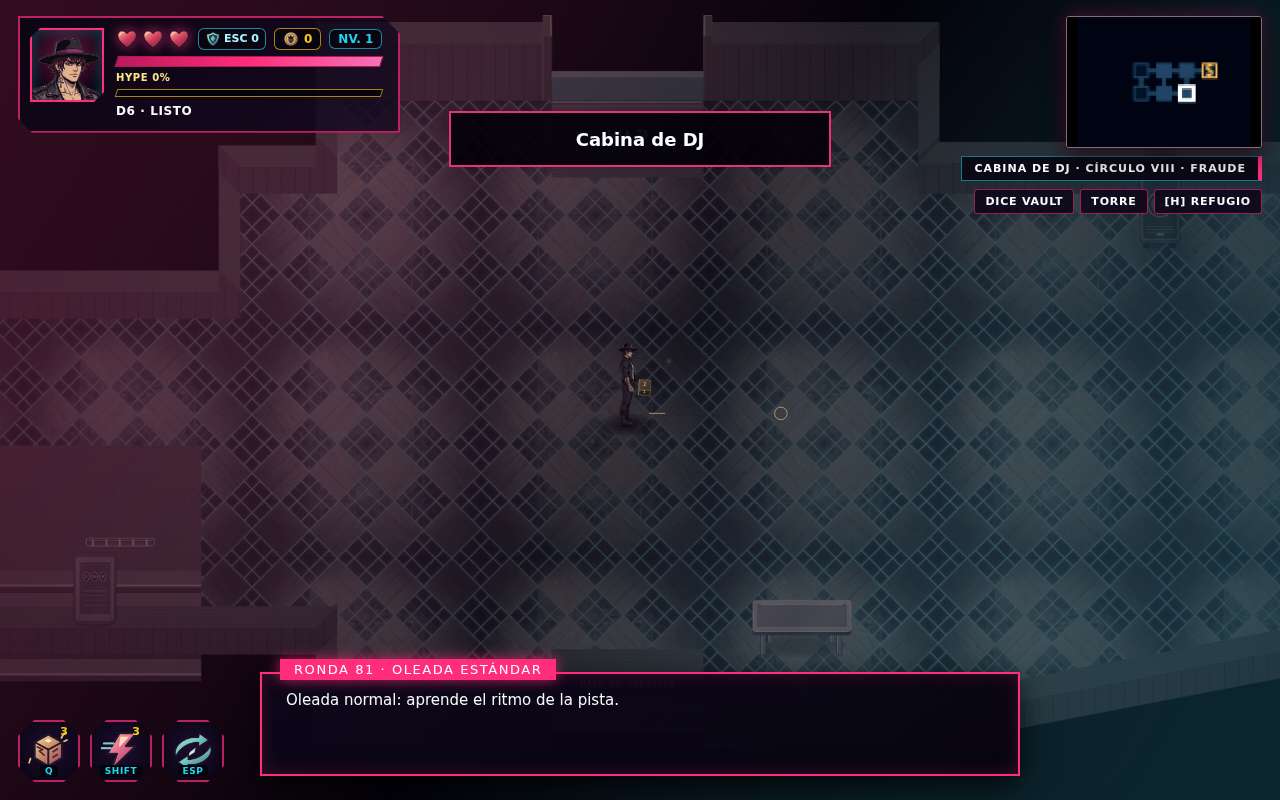 ESC 0
0
NV. 1
HYPE 0%
D6 · LISTO
Cabina de DJ
$
CABINA DE DJ · CÍRCULO VIII · FRAUDE
DICE VAULT
TORRE
[H] REFUGIO
RONDA 81 · OLEADA ESTÁNDAR
Oleada normal: aprende el ritmo de la pista.
3
Q
3
SHIFT
ESP